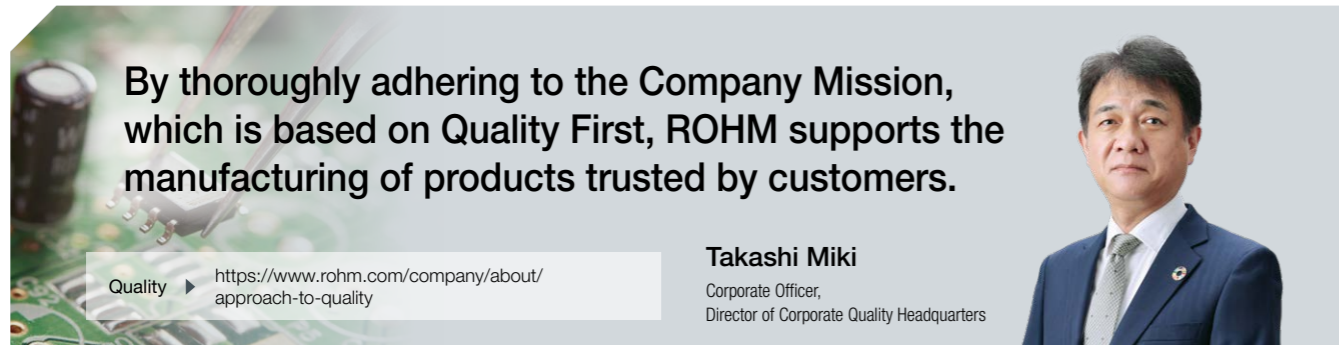 By thoroughly adhering to the Company Mission,
which is based on Quality First, ROHM supports the
manufacturing of products trusted by customers.
Quality
https://www.rohm.com/company/about/
approach-to-quality
Takashi Miki
Corporate Officer,
Director of Corporate Quality Headquarters